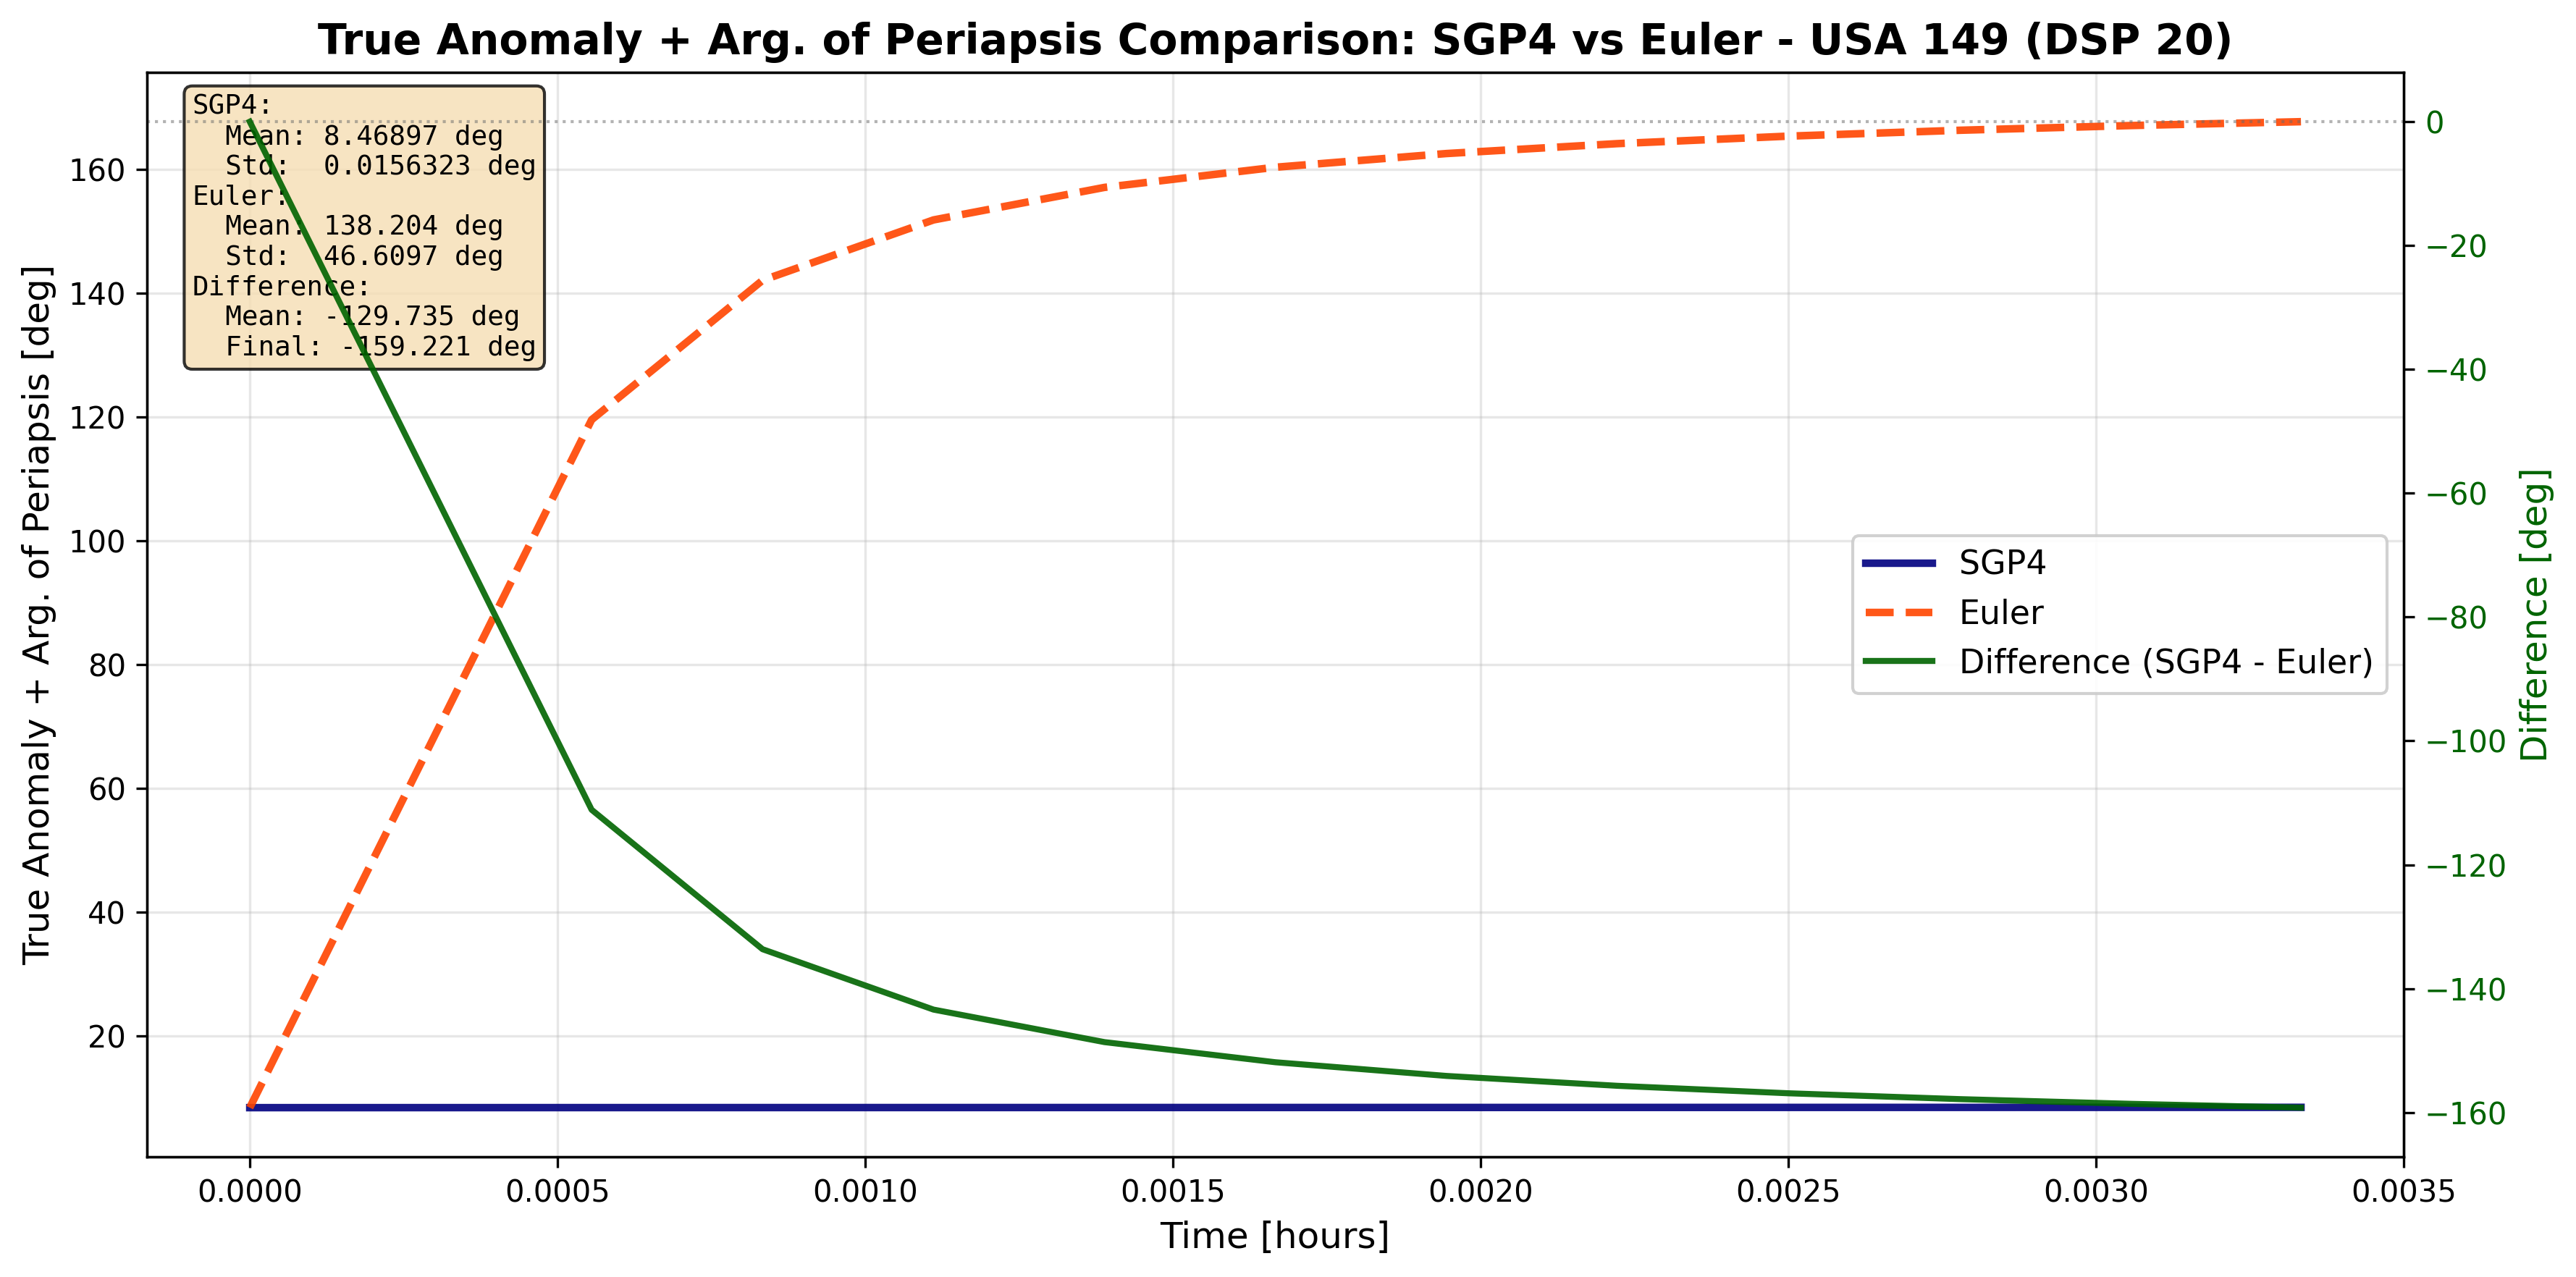 True Anomaly + Arg. of Periapsis Comparison: SGP4 vs Euler - USA 149 (DSP 20)
SGP4:
Mean: 8.46897 deg
Std: 0.0156323 deg
Euler:
Mean: 138.204 deg
Std: 46.6097 deg
Difference:
Mean: -129.735 deg
Final: -159.221 deg
True Anomaly + Arg. of Periapsis [deg]
160
140
120
100
80
60
40
20
0
−20
−40
−60
−80
−100
−120
−140
−160
Difference [deg]
SGP4
Euler
Difference (SGP4 - Euler)
0.0000
0.0005
0.0010
0.0015
0.0020
0.0025
0.0030
0.0035
Time [hours]